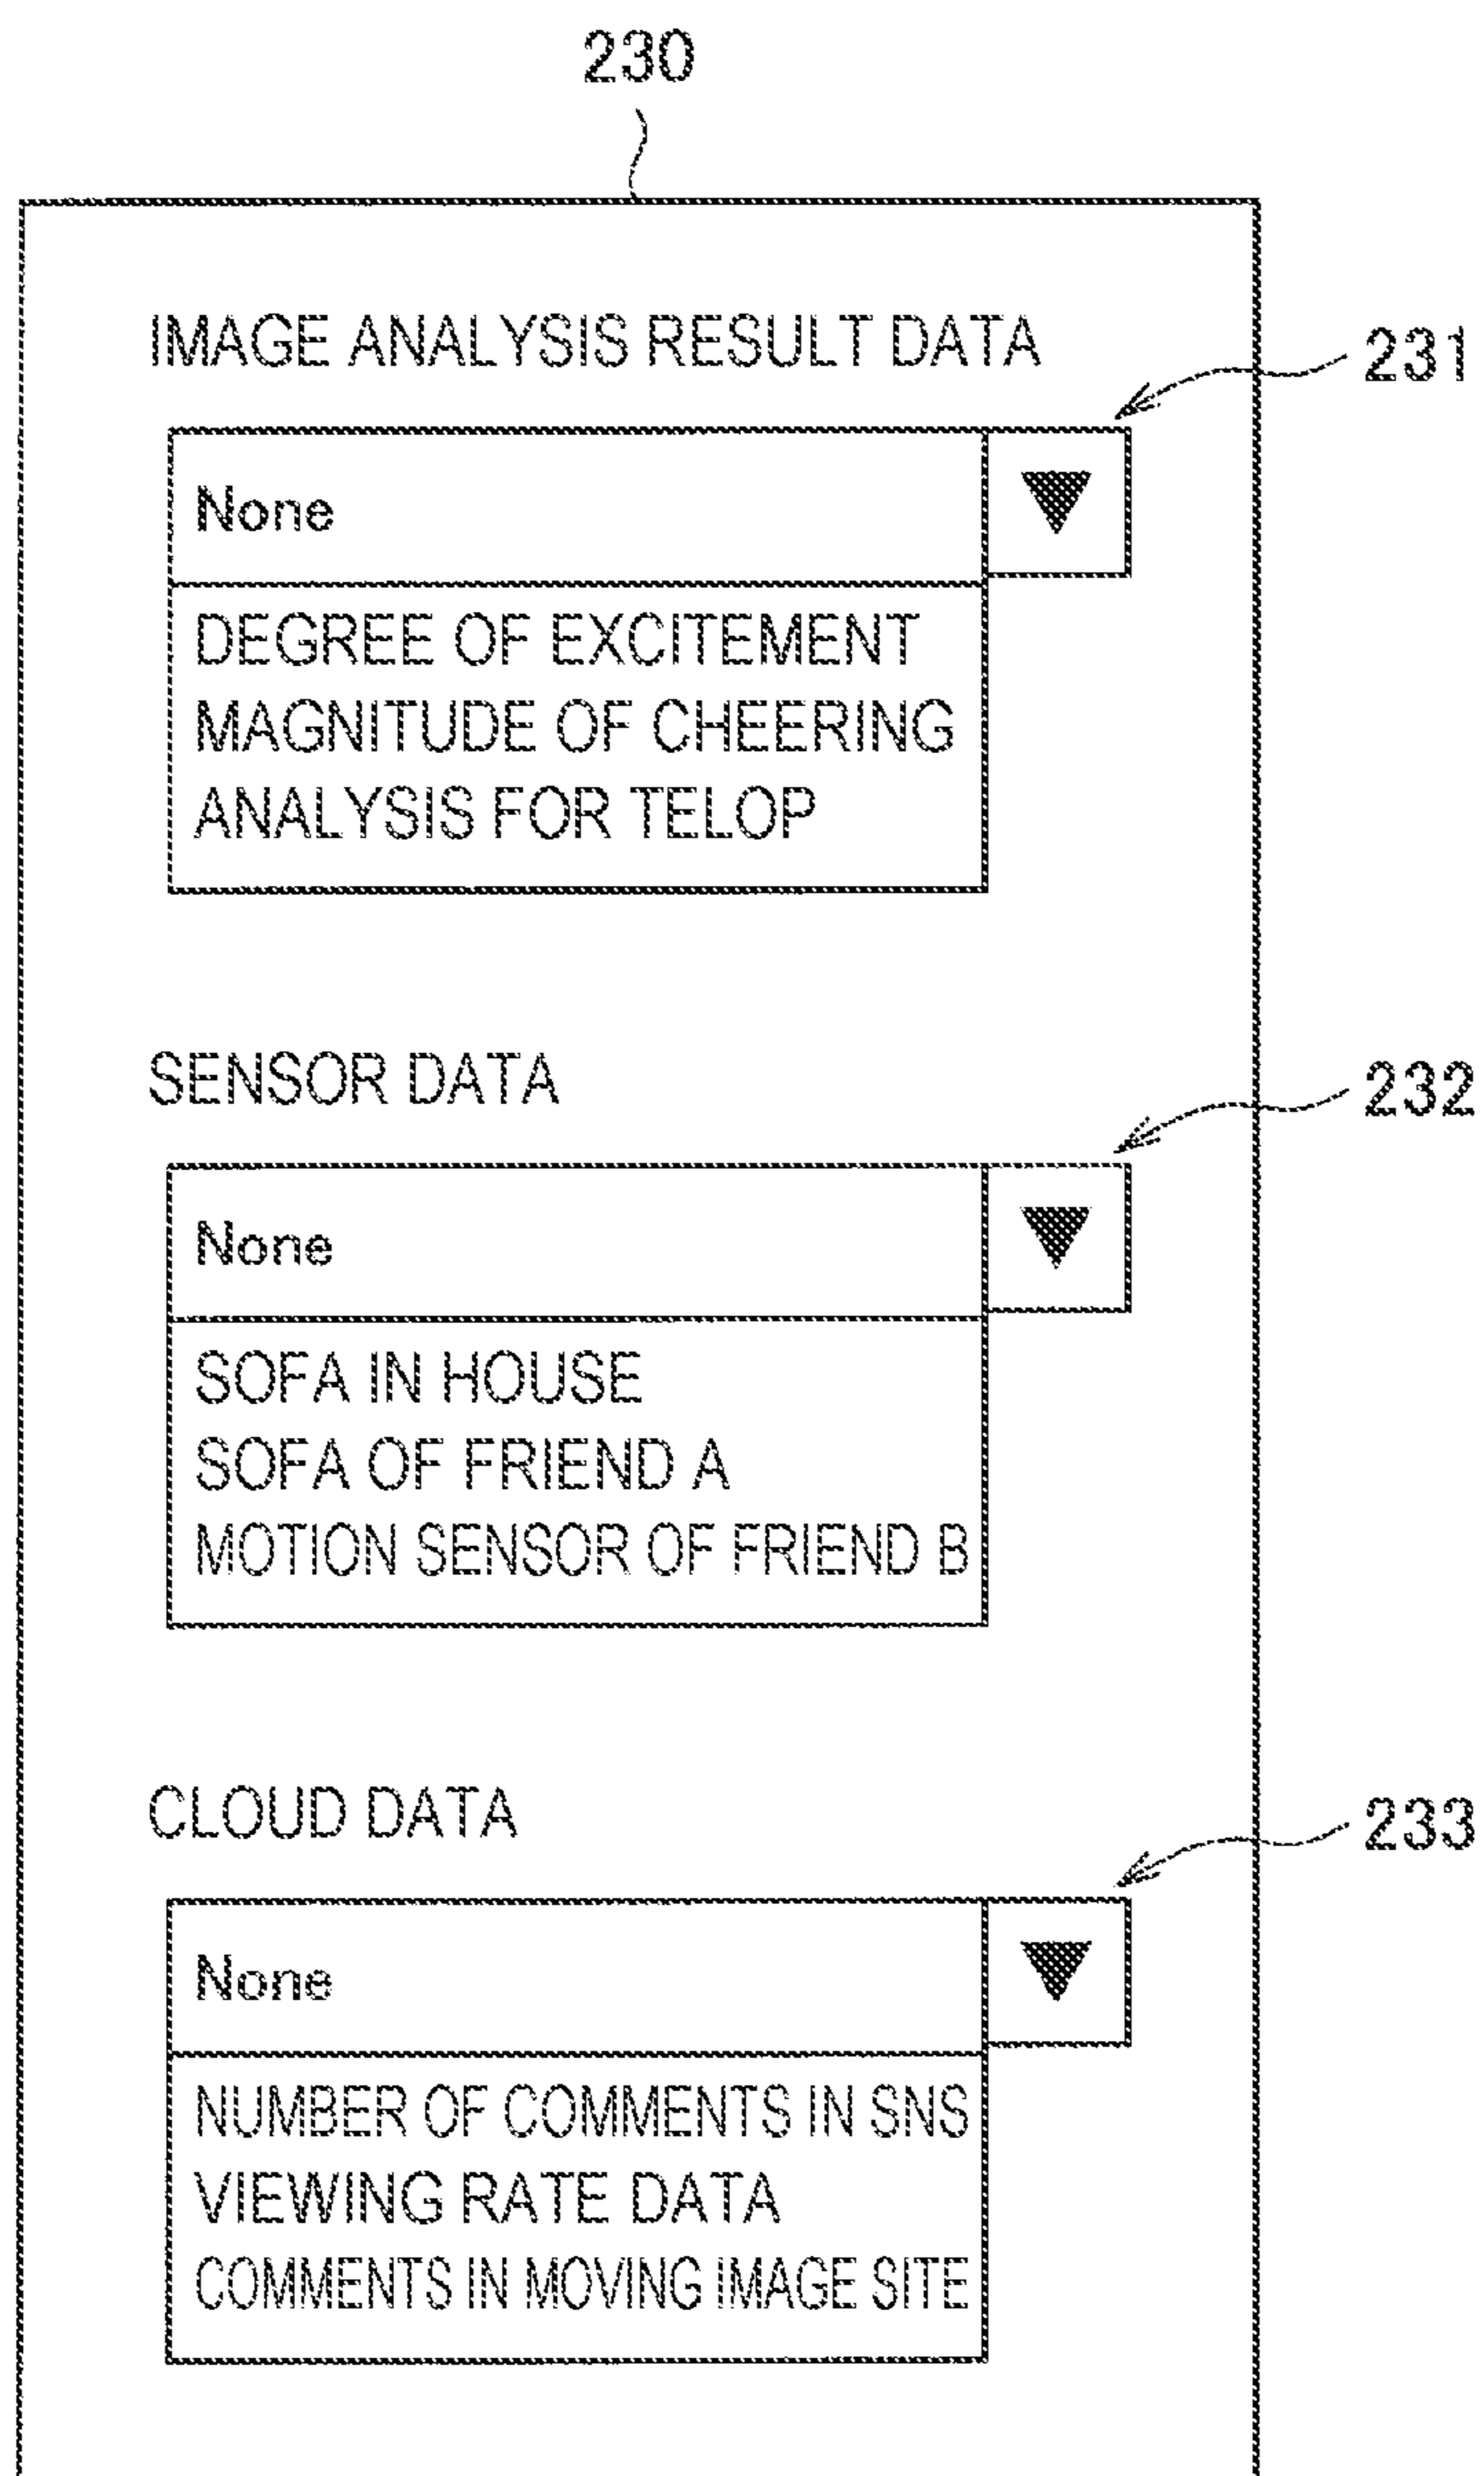 230
IMAGE ANALYSIS RESULT DATA
231
None
DEGREE OF EXCITEMENT
MAGNITUDE OF CHEERING
ANALYSIS FOR TELOP
SENSOR DATA
232
None
SOFA IN HOUSE
SOFA OF FRIEND A
MOTION SENSOR OF FRIEND B
CLOUD DATA
233
None
NUMBER OF COMMENTS IN SNS
VIEWING RATE DATA
COMMENTS IN MOVING IMAGE SITE